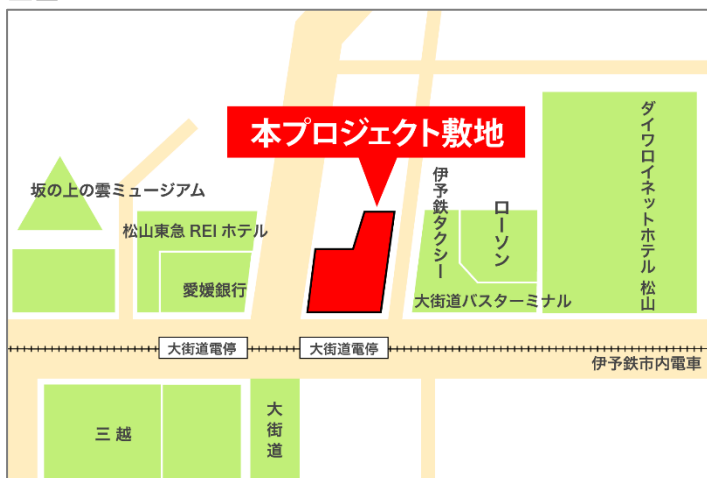 本プロジェクト敷地
坂の上の雲ミュージアム
松山東急 REI ホテル
愛媛銀行
伊予鉄タクシー
ローソン
大街道バスターミナル
ダイワロイネットホテル 松山
大街道電停
大街道電停
伊予鉄市内電車
三越
大街道